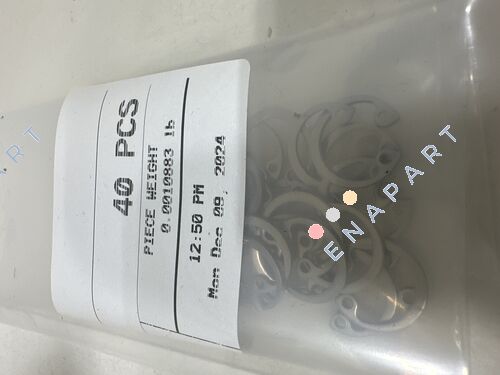 40 PCS
PIECE WEIGHT
0.0010883 lb
12:50 PM
Mon Dec 09, 2024
ENAPART
ART